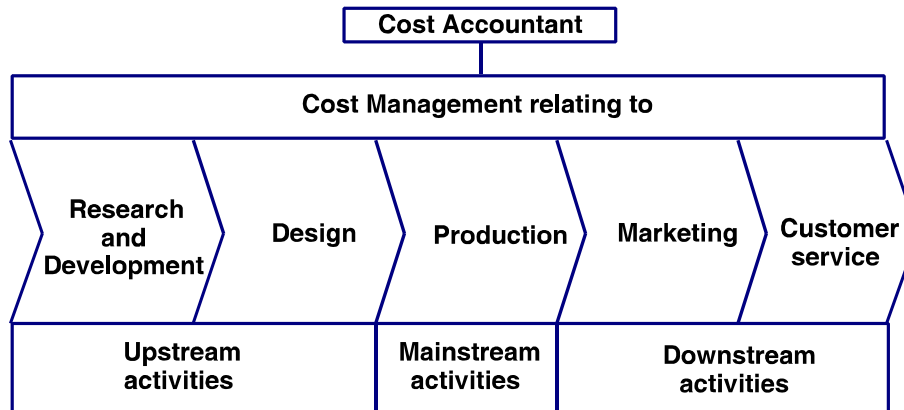 Cost Accountant
Cost Management relating to
Research
and
Development
Design
Production
Marketing
Customer
service
Upstream
activities
Mainstream
activities
Downstream
activities